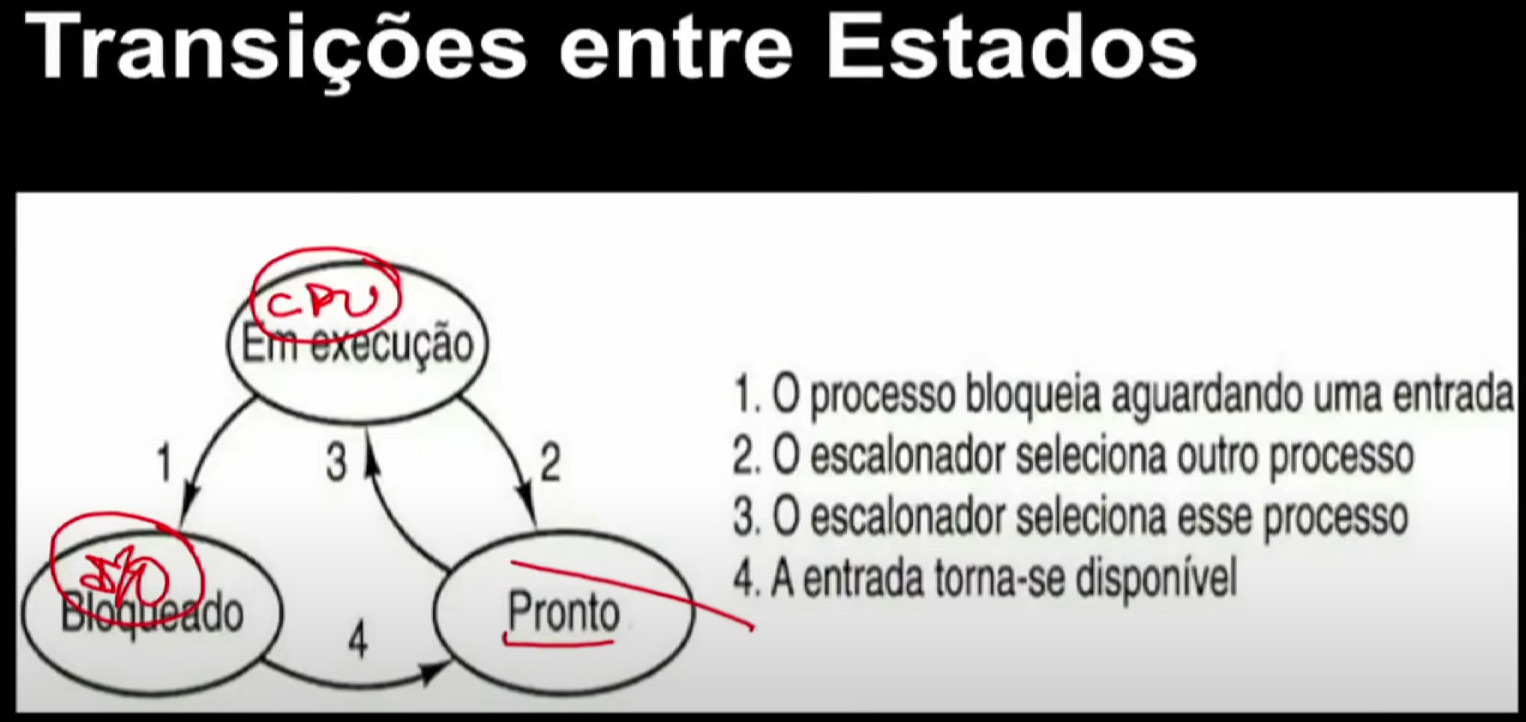 Transições entre Estados
CPU
Em execução
1
3
2
I/O
Bloqueado
4
Pronto
1. O processo bloqueia aguardando uma entrada
2. O escalonador seleciona outro processo
3. O escalonador seleciona esse processo
4. A entrada torna-se disponível